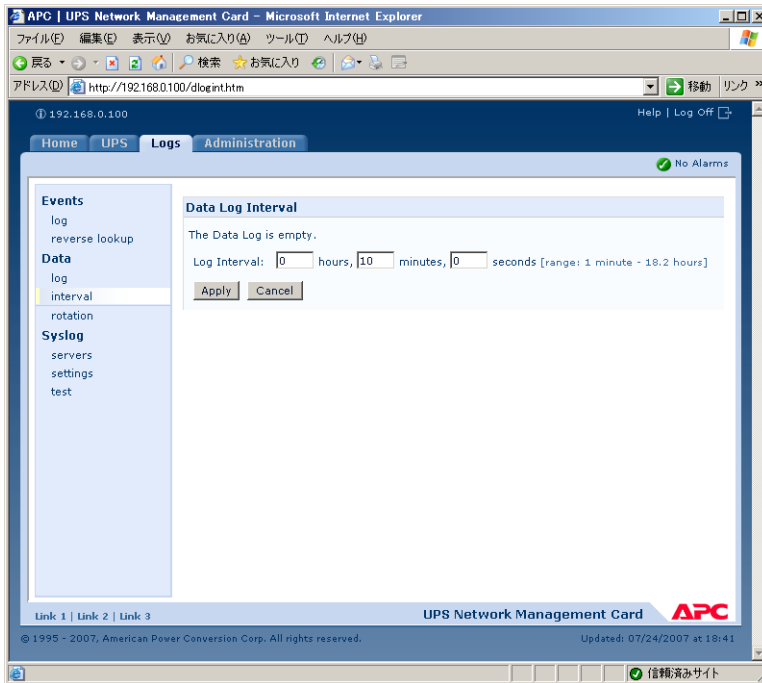 APC | UPS Network Management Card - Microsoft Internet Explorer
ファイル(F) 編集(E) 表示(V) お気に入り(A) ツール(T) ヘルプ(H)
戻る 検索 お気に入り
アドレス(D) http://192.168.0.100/dlogint.htm 移動 リンク »
192.168.0.100 Help | Log Off
Home UPS Logs Administration
No Alarms
Events
log
reverse lookup
Data
log
interval
rotation
Syslog
servers
settings
test
Data Log Interval
The Data Log is empty.
Log Interval: 0 hours, 10 minutes, 0 seconds [range: 1 minute - 18.2 hours]
Apply Cancel
Link 1 | Link 2 | Link 3 UPS Network Management Card APC
© 1995 - 2007, American Power Conversion Corp. All rights reserved. Updated: 07/24/2007 at 18:41
信頼済みサイト